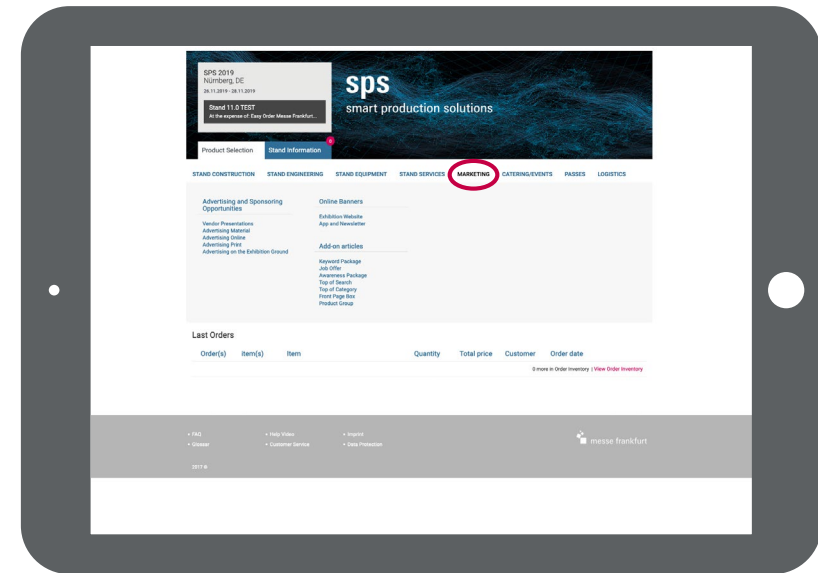 SPS 2019
Nürnberg, DE
26.11.2019 - 28.11.2019
Stand 11.0 TEST
At the expense of: Easy Order Messe Frankfurt...
sps
smart production solutions
Product Selection
Stand Information
0
STAND CONSTRUCTION STAND ENGINEERING STAND EQUIPMENT STAND SERVICES MARKETING CATERING/EVENTS PASSES LOGISTICS
Advertising and Sponsoring
Opportunities
Vendor Presentations
Advertising Material
Advertising Online
Advertising Print
Advertising on the Exhibition Ground
Online Banners
Exhibition Website
App and Newsletter
Add-on articles
Keyword Package
Job Offer
Awareness Package
Top of Search
Top of Category
Front Page Box
Product Group
Last Orders
Order(s) item(s) Item Quantity Total price Customer Order date
0 more in Order Inventory | View Order Inventory
• FAQ • Help Video • Imprint
• Glossar • Customer Service • Data Protection
messe frankfurt
2017 ©